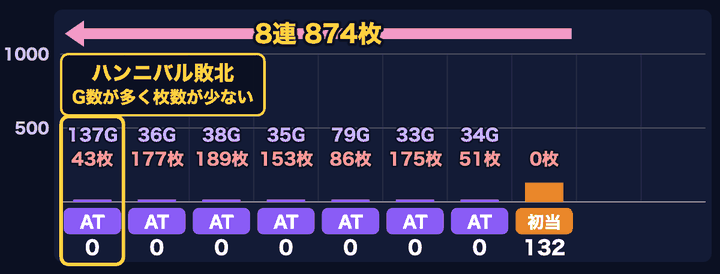 8連 874枚
1000
ハンニバル敗北
G数が多く枚数が少ない
500
137G 36G 38G 35G 79G 33G 34G
43枚 177枚 189枚 153枚 86枚 175枚 51枚 0枚
AT AT AT AT AT AT AT 初当
0 0 0 0 0 0 0 132